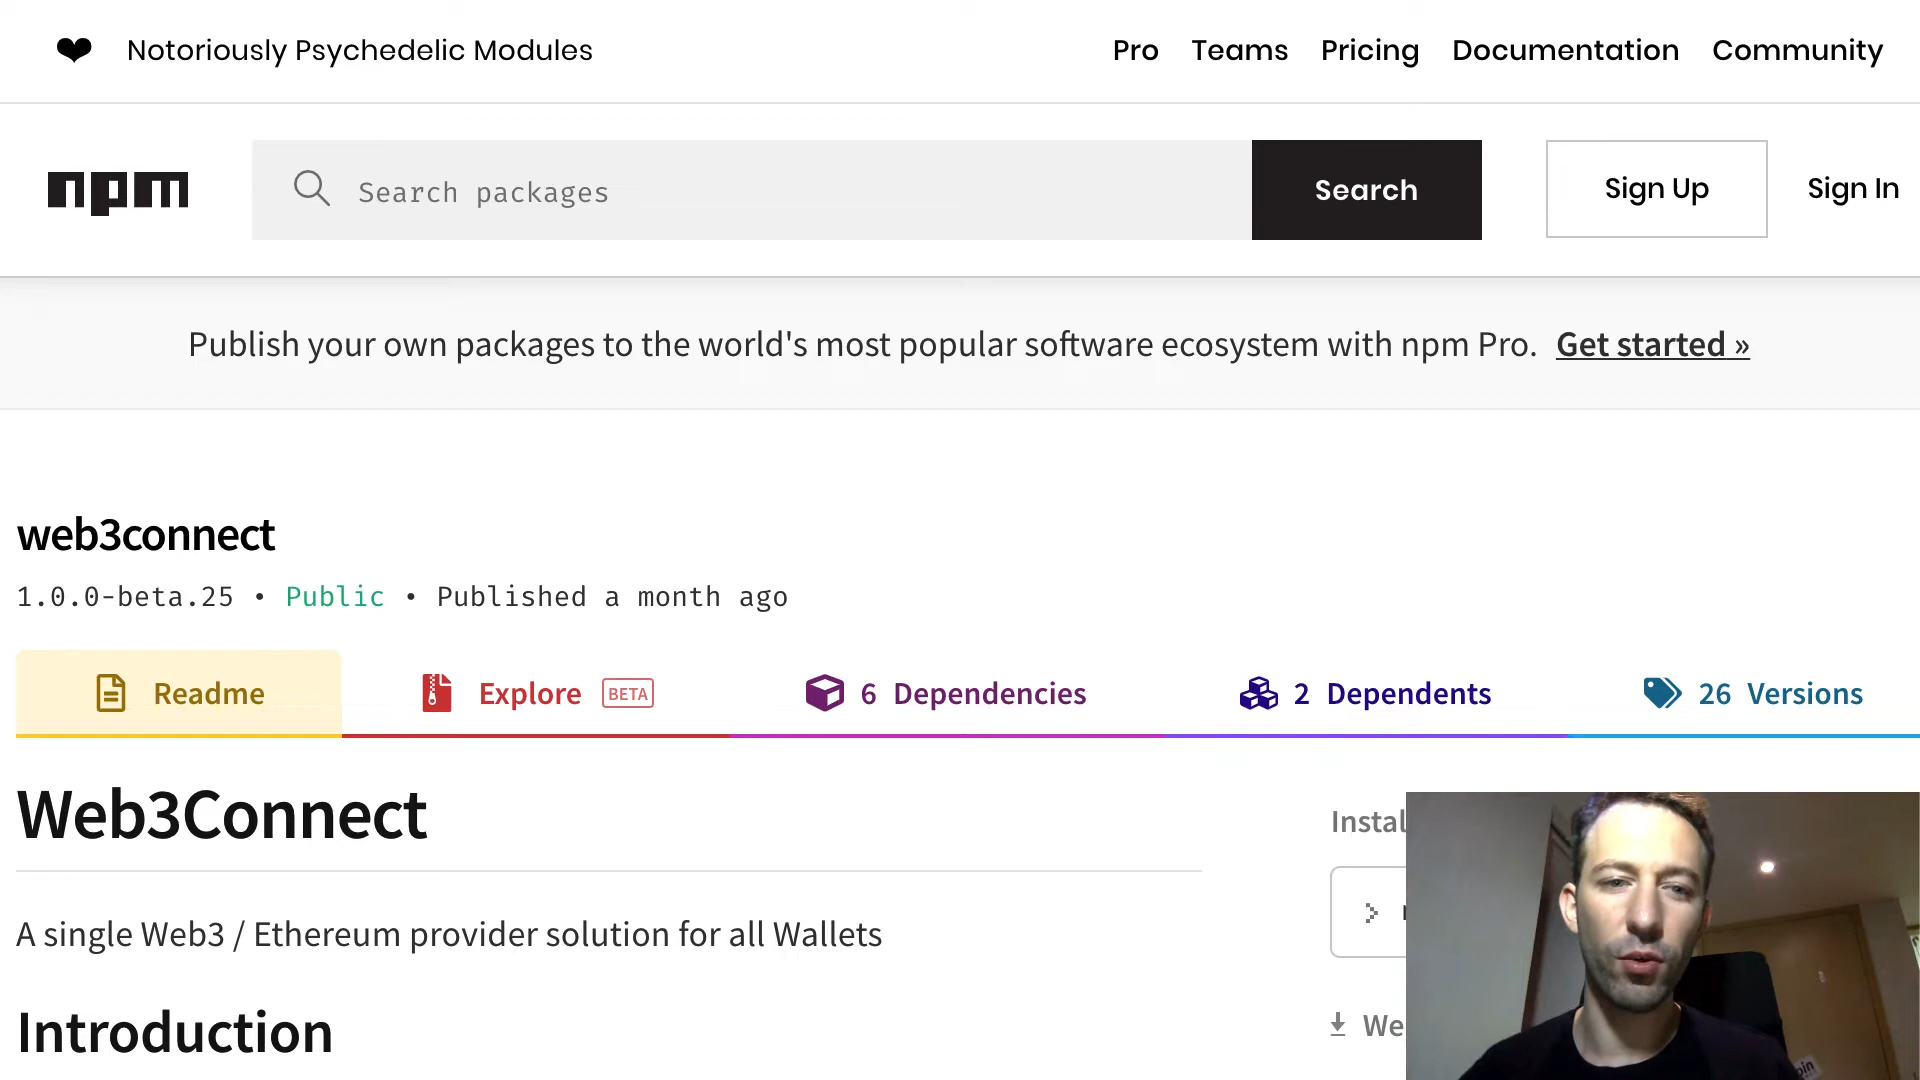 ❤ Notoriously Psychedelic Modules Pro Teams Pricing Documentation Community
npm Search packages Search Sign Up Sign In
Publish your own packages to the world's most popular software ecosystem with npm Pro. Get started »
web3connect
1.0.0-beta.25 • Public • Published a month ago
Readme Explore BETA 6 Dependencies 2 Dependents 26 Versions
Web3Connect
Instal
A single Web3 / Ethereum provider solution for all Wallets
Introduction
We